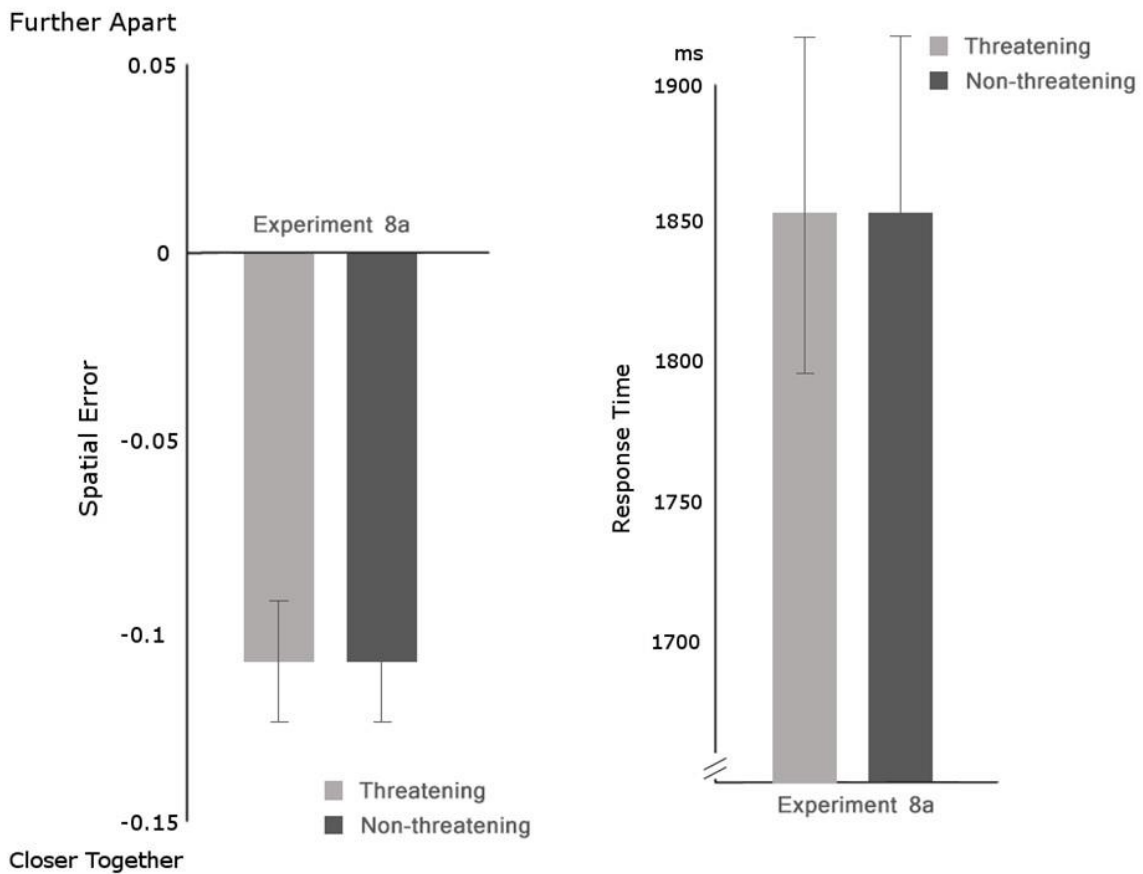 Further Apart
0.05
Experiment 8a
0
Spatial Error
-0.05
-0.1
Threatening
Non-threatening
-0.15
Closer Together
ms
Threatening
Non-threatening
1900
1850
1800
Response Time
1750
1700
Experiment 8a